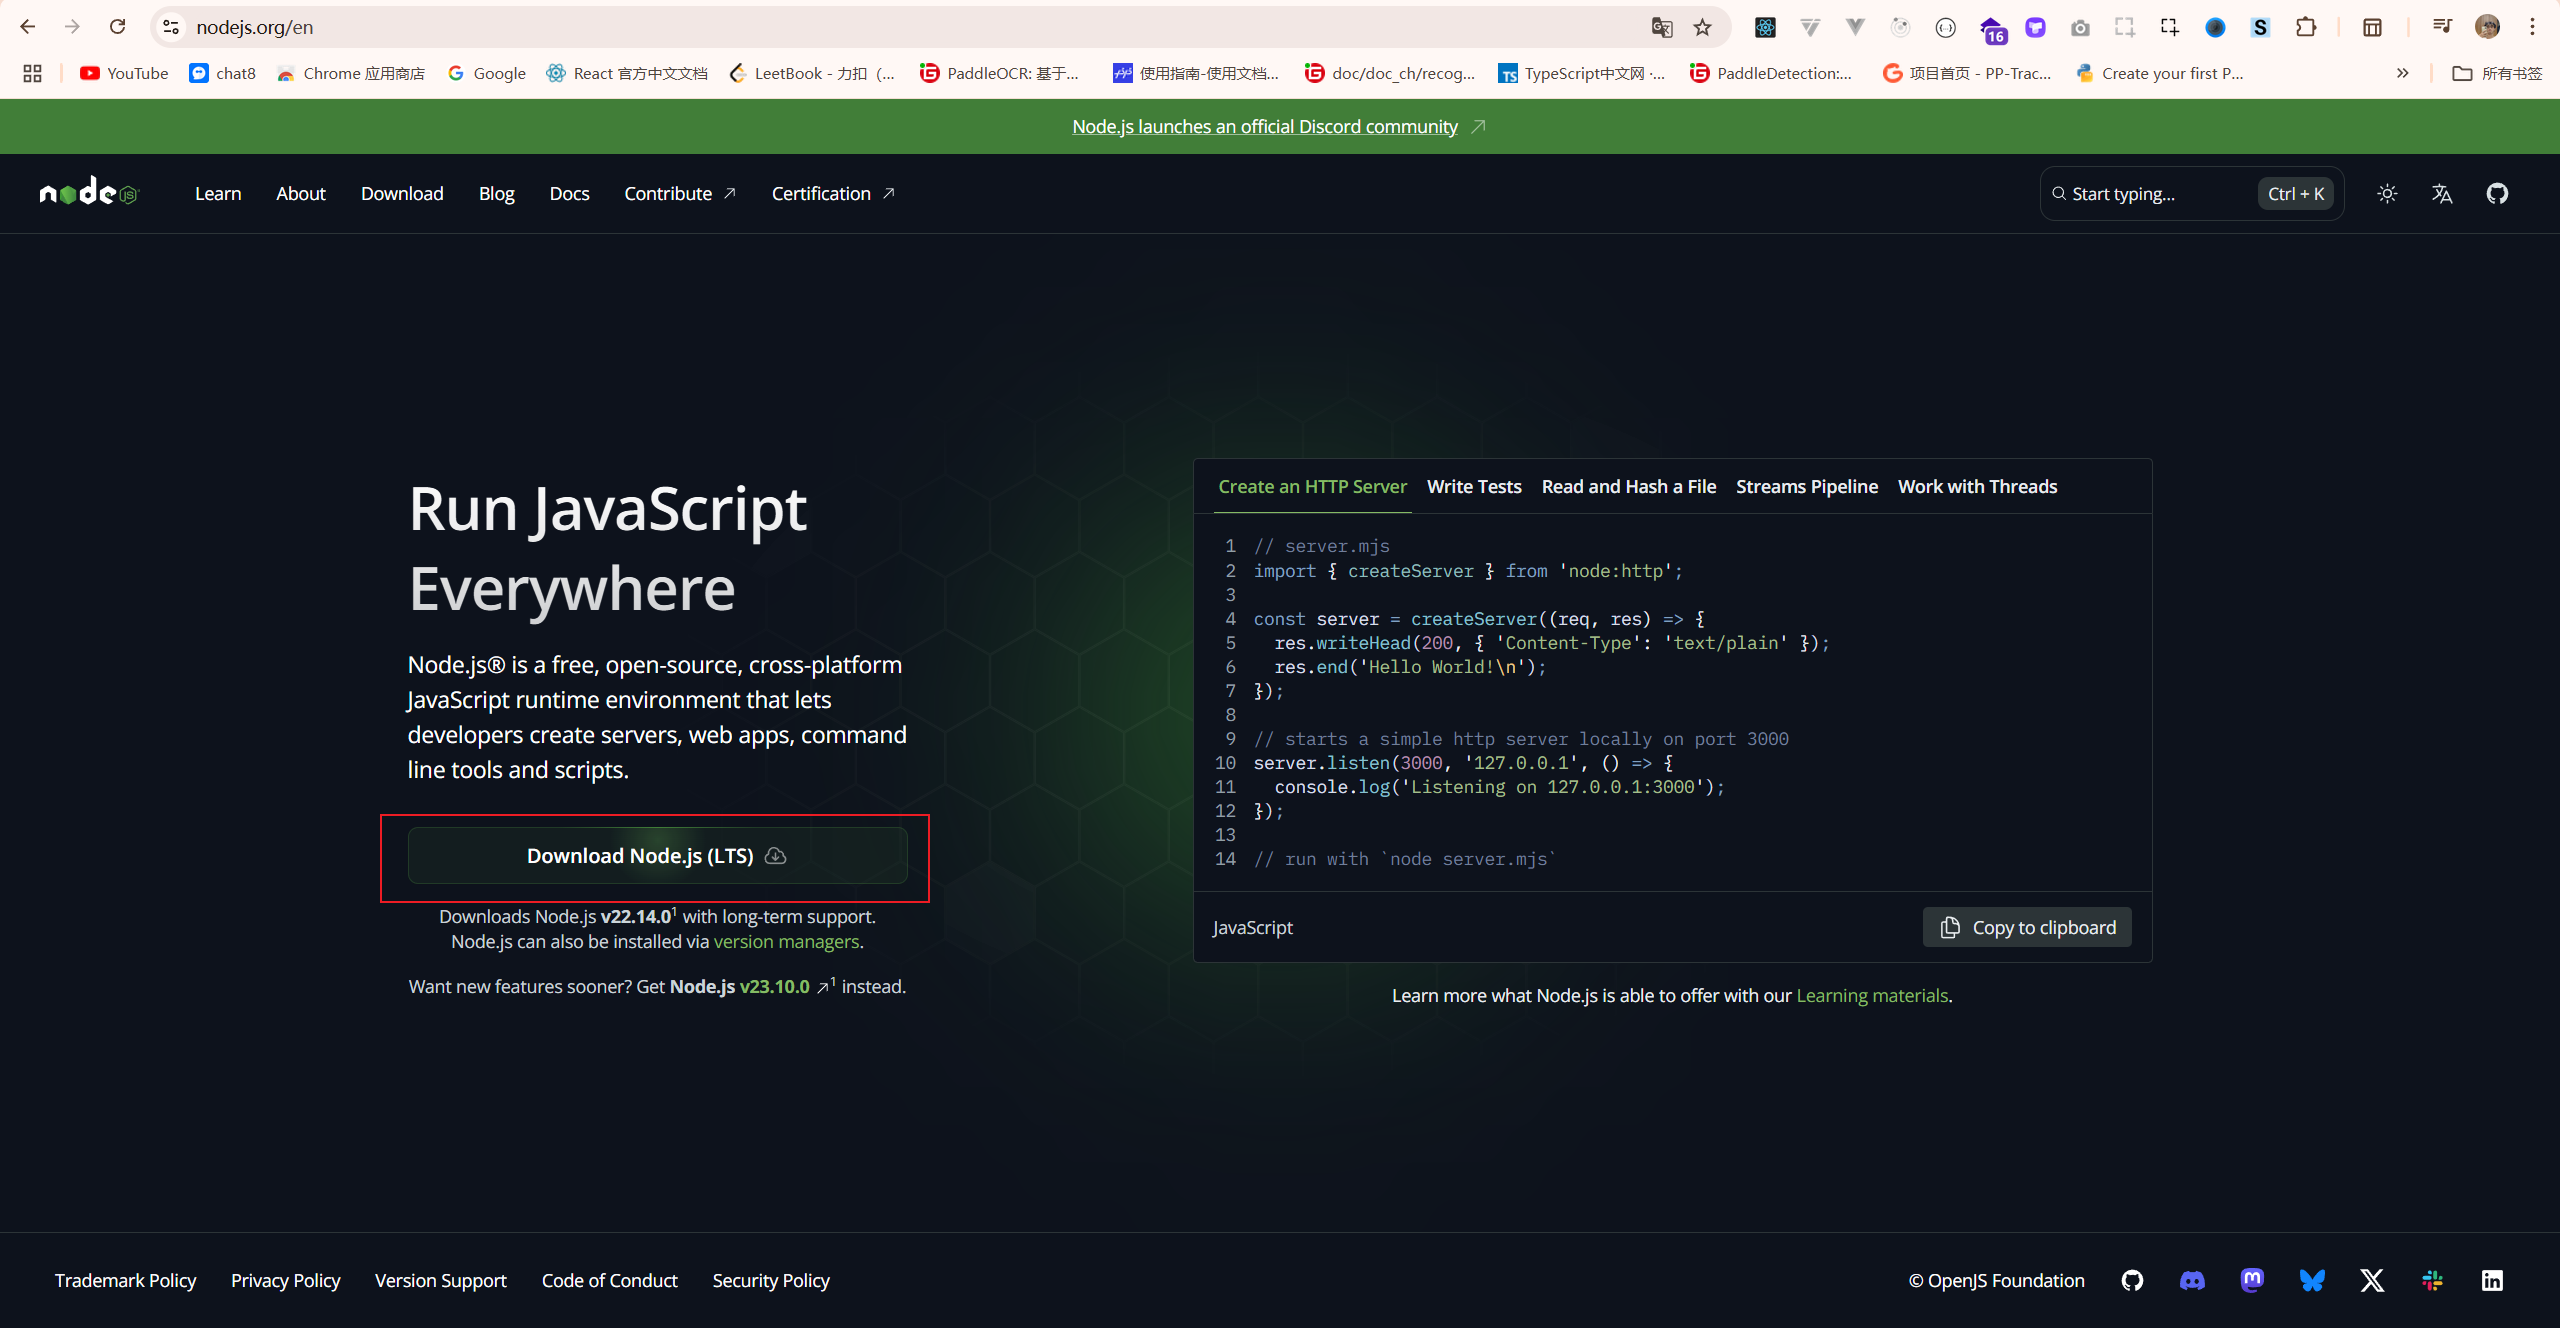 nodejs.org/en
16
S
YouTube
chat8
Chrome 应用商店
Google
React 官方中文文档
LeetBook - 力扣 (...
PaddleOCR: 基于...
使用指南-使用文档...
doc/doc_ch/recog...
TypeScript中文网 ·...
PaddleDetection:...
项目首页 - PP-Trac...
Create your first P...
所有书签
Node.js launches an official Discord community
node JS
Learn
About
Download
Blog
Docs
Contribute
Certification
Start typing...
Ctrl + K
Run JavaScript
Everywhere
Node.js® is a free, open-source, cross-platform
JavaScript runtime environment that lets
developers create servers, web apps, command
line tools and scripts.
Download Node.js (LTS)
Downloads Node.js v22.14.0¹ with long-term support.
Node.js can also be installed via version managers.
Want new features sooner? Get Node.js v23.10.0 ↗¹ instead.
Create an HTTP Server
Write Tests
Read and Hash a File
Streams Pipeline
Work with Threads
1 // server.mjs
2 import { createServer } from 'node:http';
3
4 const server = createServer((req, res) => {
5   res.writeHead(200, { 'Content-Type': 'text/plain' });
6   res.end('Hello World!\n');
7 });
8
9 // starts a simple http server locally on port 3000
10 server.listen(3000, '127.0.0.1', () => {
11   console.log('Listening on 127.0.0.1:3000');
12 });
13
14 // run with `node server.mjs`
JavaScript
Copy to clipboard
Learn more what Node.js is able to offer with our Learning materials.
Trademark Policy
Privacy Policy
Version Support
Code of Conduct
Security Policy
© OpenJS Foundation